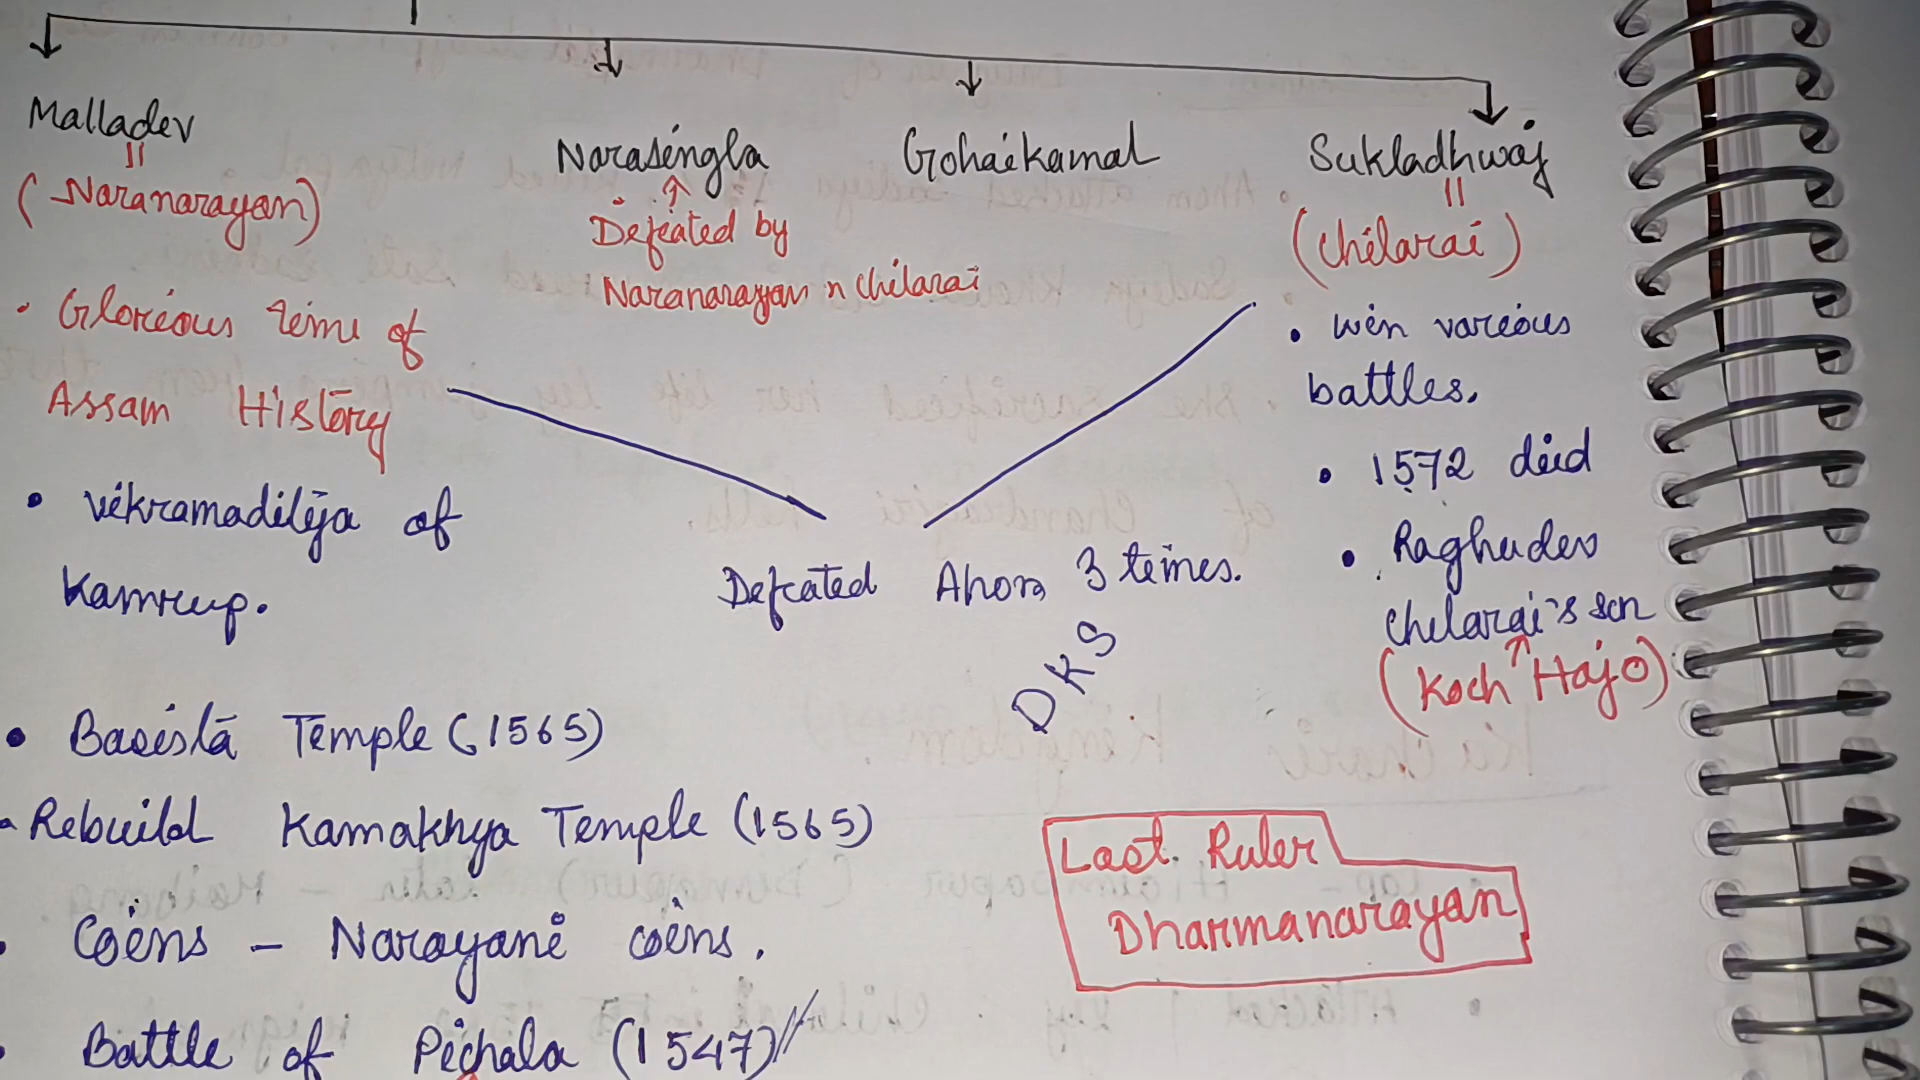 Malladev
Narasingla
Gohaikamal
Sukladhwaj
(Naranarayan)
Defeated by
Naranarayan n Chilarai
(Chilarai)
• Glorious time of
Assam History
• win various
battles.
• 1572 died
• Vikramaditya of
Kamrup.
Defeated Ahom 3 times.
• Raghudev
Chilarai's son
(Koch Hajo)
DKS
• Basista Temple (1565)
• Rebuild Kamakhya Temple (1565)
Last Ruler
Dharmanarayan
• Coins - Narayani coins.
• Battle of Pichala (1547)